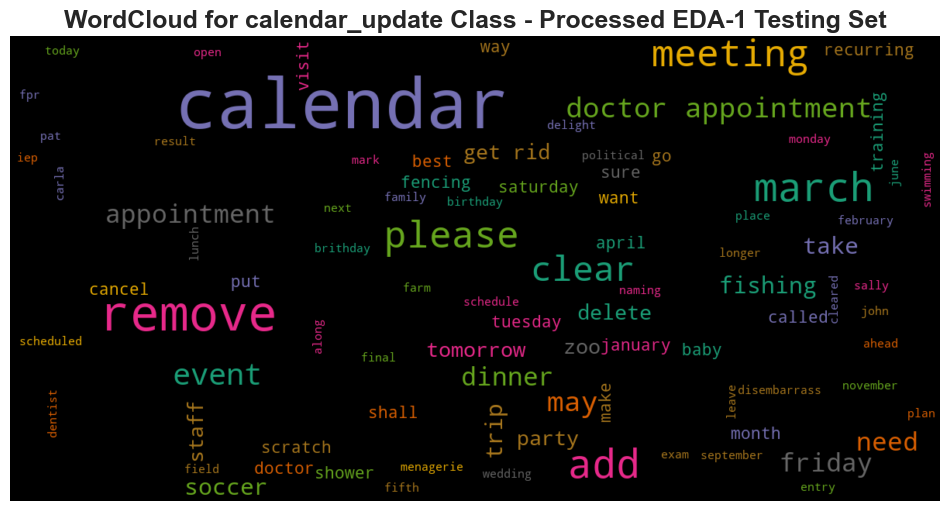 WordCloud for calendar_update Class - Processed EDA-1 Testing Set
today
open
visit
way
meeting
recurring
calendar
doctor appointment
fpr
pat
result
delight
training
monday
iep
carla
mark
best
get rid
political
go
sure
june
swimming
fencing
saturday
family
birthday
want
march
appointment
next
place
february
lunch
please
brithday
april
longer
take
clear
cancel
put
farm
naming
fishing
cleared
sally
remove
schedule
delete
called
john
scheduled
along
tuesday
tomorrow
zoo
january
baby
ahead
final
event
dinner
dentist
staff
shall
trip
may
make
leave
disembarrass
november
plan
scratch
party
month
need
field
doctor
shower
menagerie
wedding
add
exam
september
friday
soccer
fifth
entry